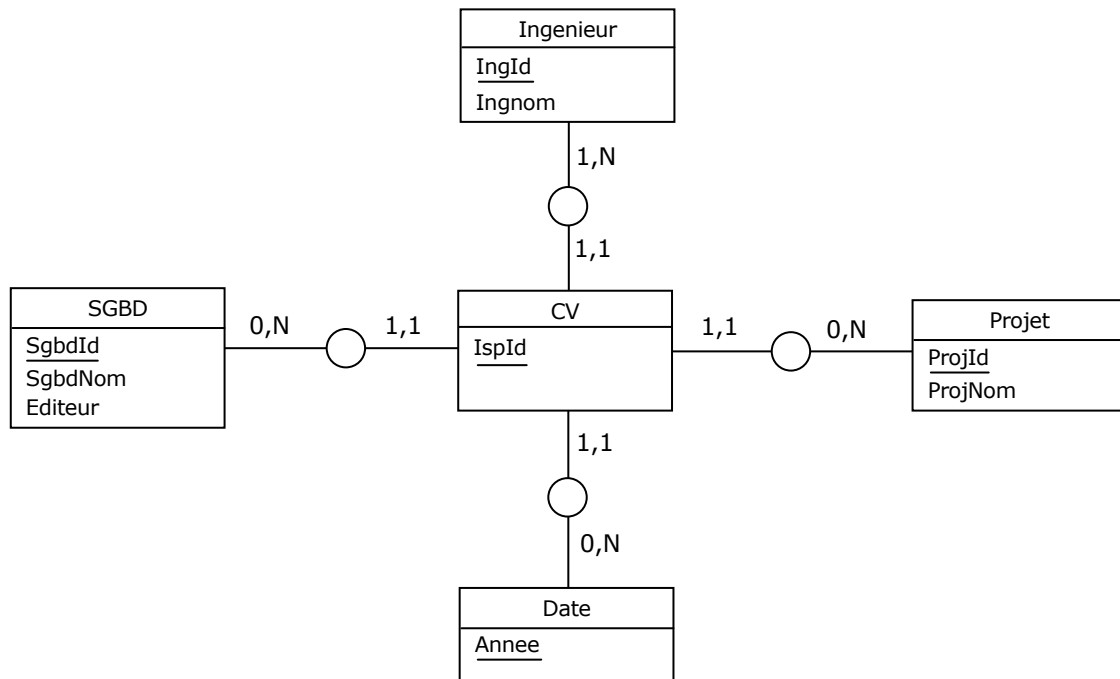 Ingenieur
IngId
Ingnom
1,N
1,1
SGBD
SgbdId
SgbdNom
Editeur
0,N
1,1
CV
IspId
1,1
0,N
Projet
ProjId
ProjNom
1,1
0,N
Date
Annee